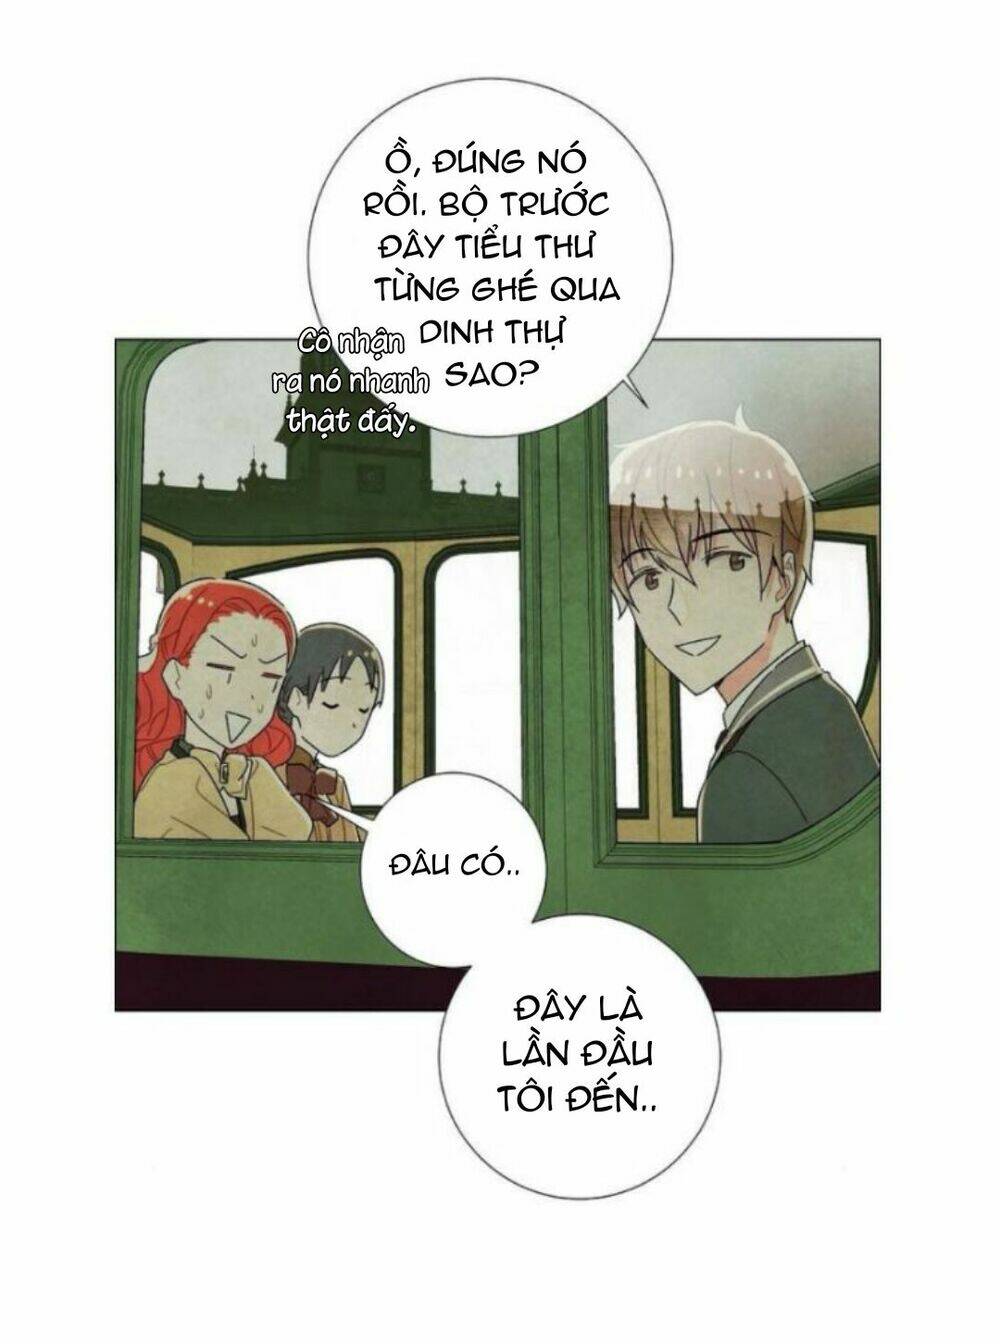 Ồ, ĐÚNG NÓ
RỒI. BỘ TRƯỚC
ĐÂY TIỂU THƯ
TỪNG GHÉ QUA
DINH THỰ
SAO?
Cô nhận
ra nó nhanh
thật đấy.
ĐÂU CÓ..
ĐÂY LÀ
LẦN ĐẦU
TÔI ĐẾN..